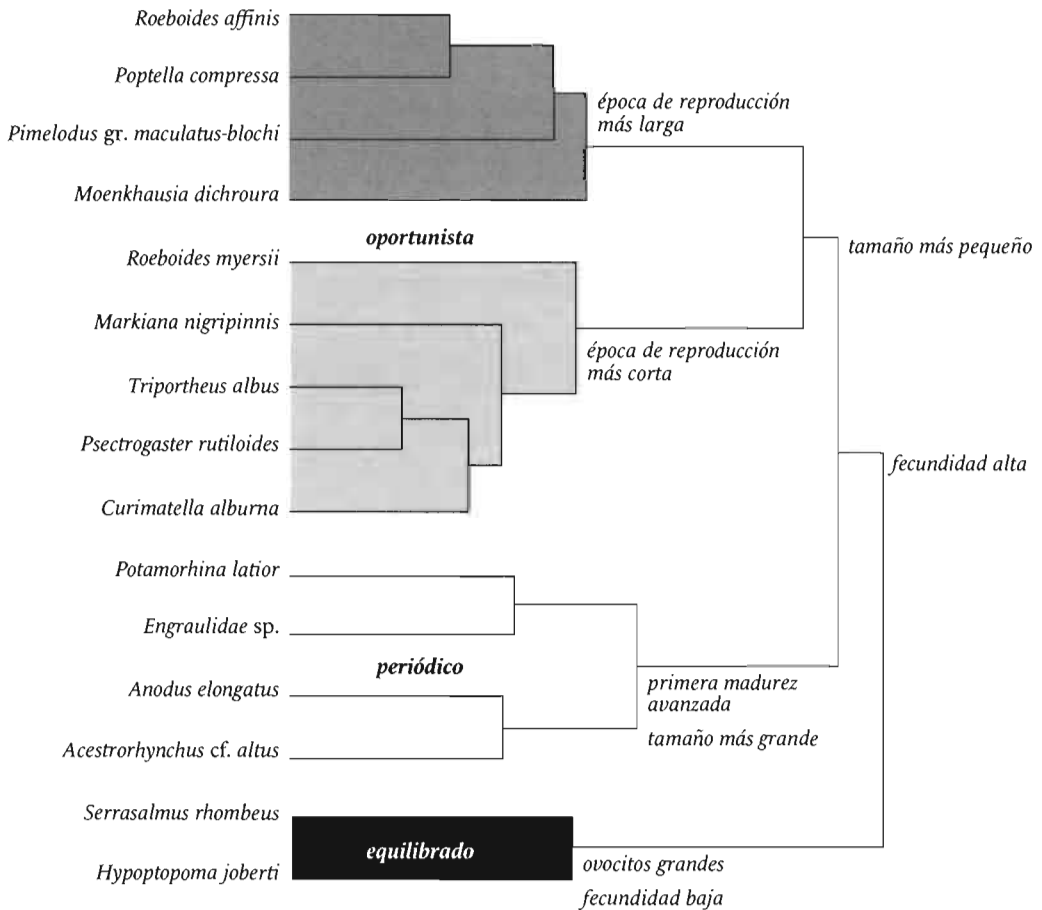 Roeboides affinis
Poptella compressa
Pimelodus gr. maculatus-blochi
Moenkhausia dichroura
época de reproducción
más larga
oportunista
Roeboides myersii
Markiana nigripinnis
Triportheus albus
Psectrogaster rutiloides
Curimatella alburna
época de reproducción
más corta
tamaño más pequeño
fecundidad alta
Potamorhina latior
Engraulidae sp.
periódico
Anodus elongatus
Acestrorhynchus cf. altus
primera madurez
avanzada
tamaño más grande
Serrasalmus rhombeus
equilibrado
Hypoptopoma joberti
ovocitos grandes
fecundidad baja